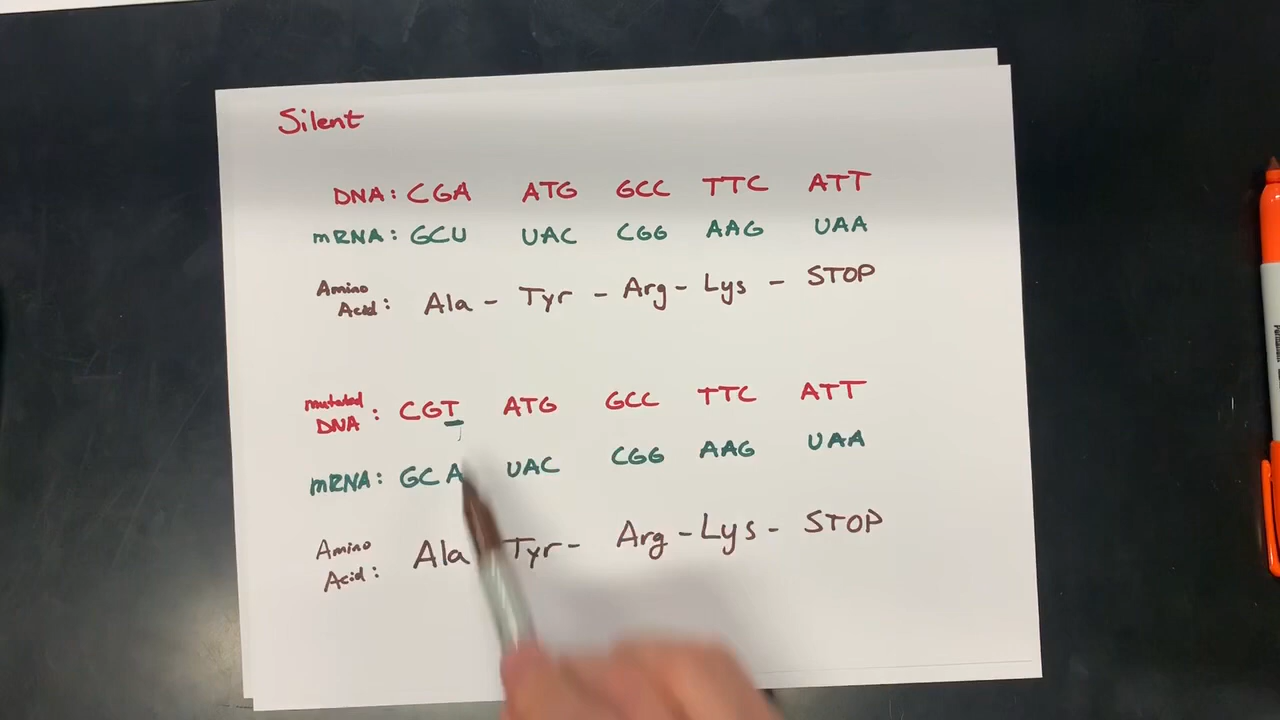 Silent
DNA: CGA ATG GCC TTC ATT
mRNA: GCU UAC CGG AAG UAA
Amino
Acid: Ala - Tyr - Arg - Lys - STOP
mutated
DNA: CGT ATG GCC TTC ATT
mRNA: GCA UAC CGG AAG UAA
Amino
Acid: Ala Tyr - Arg - Lys - STOP